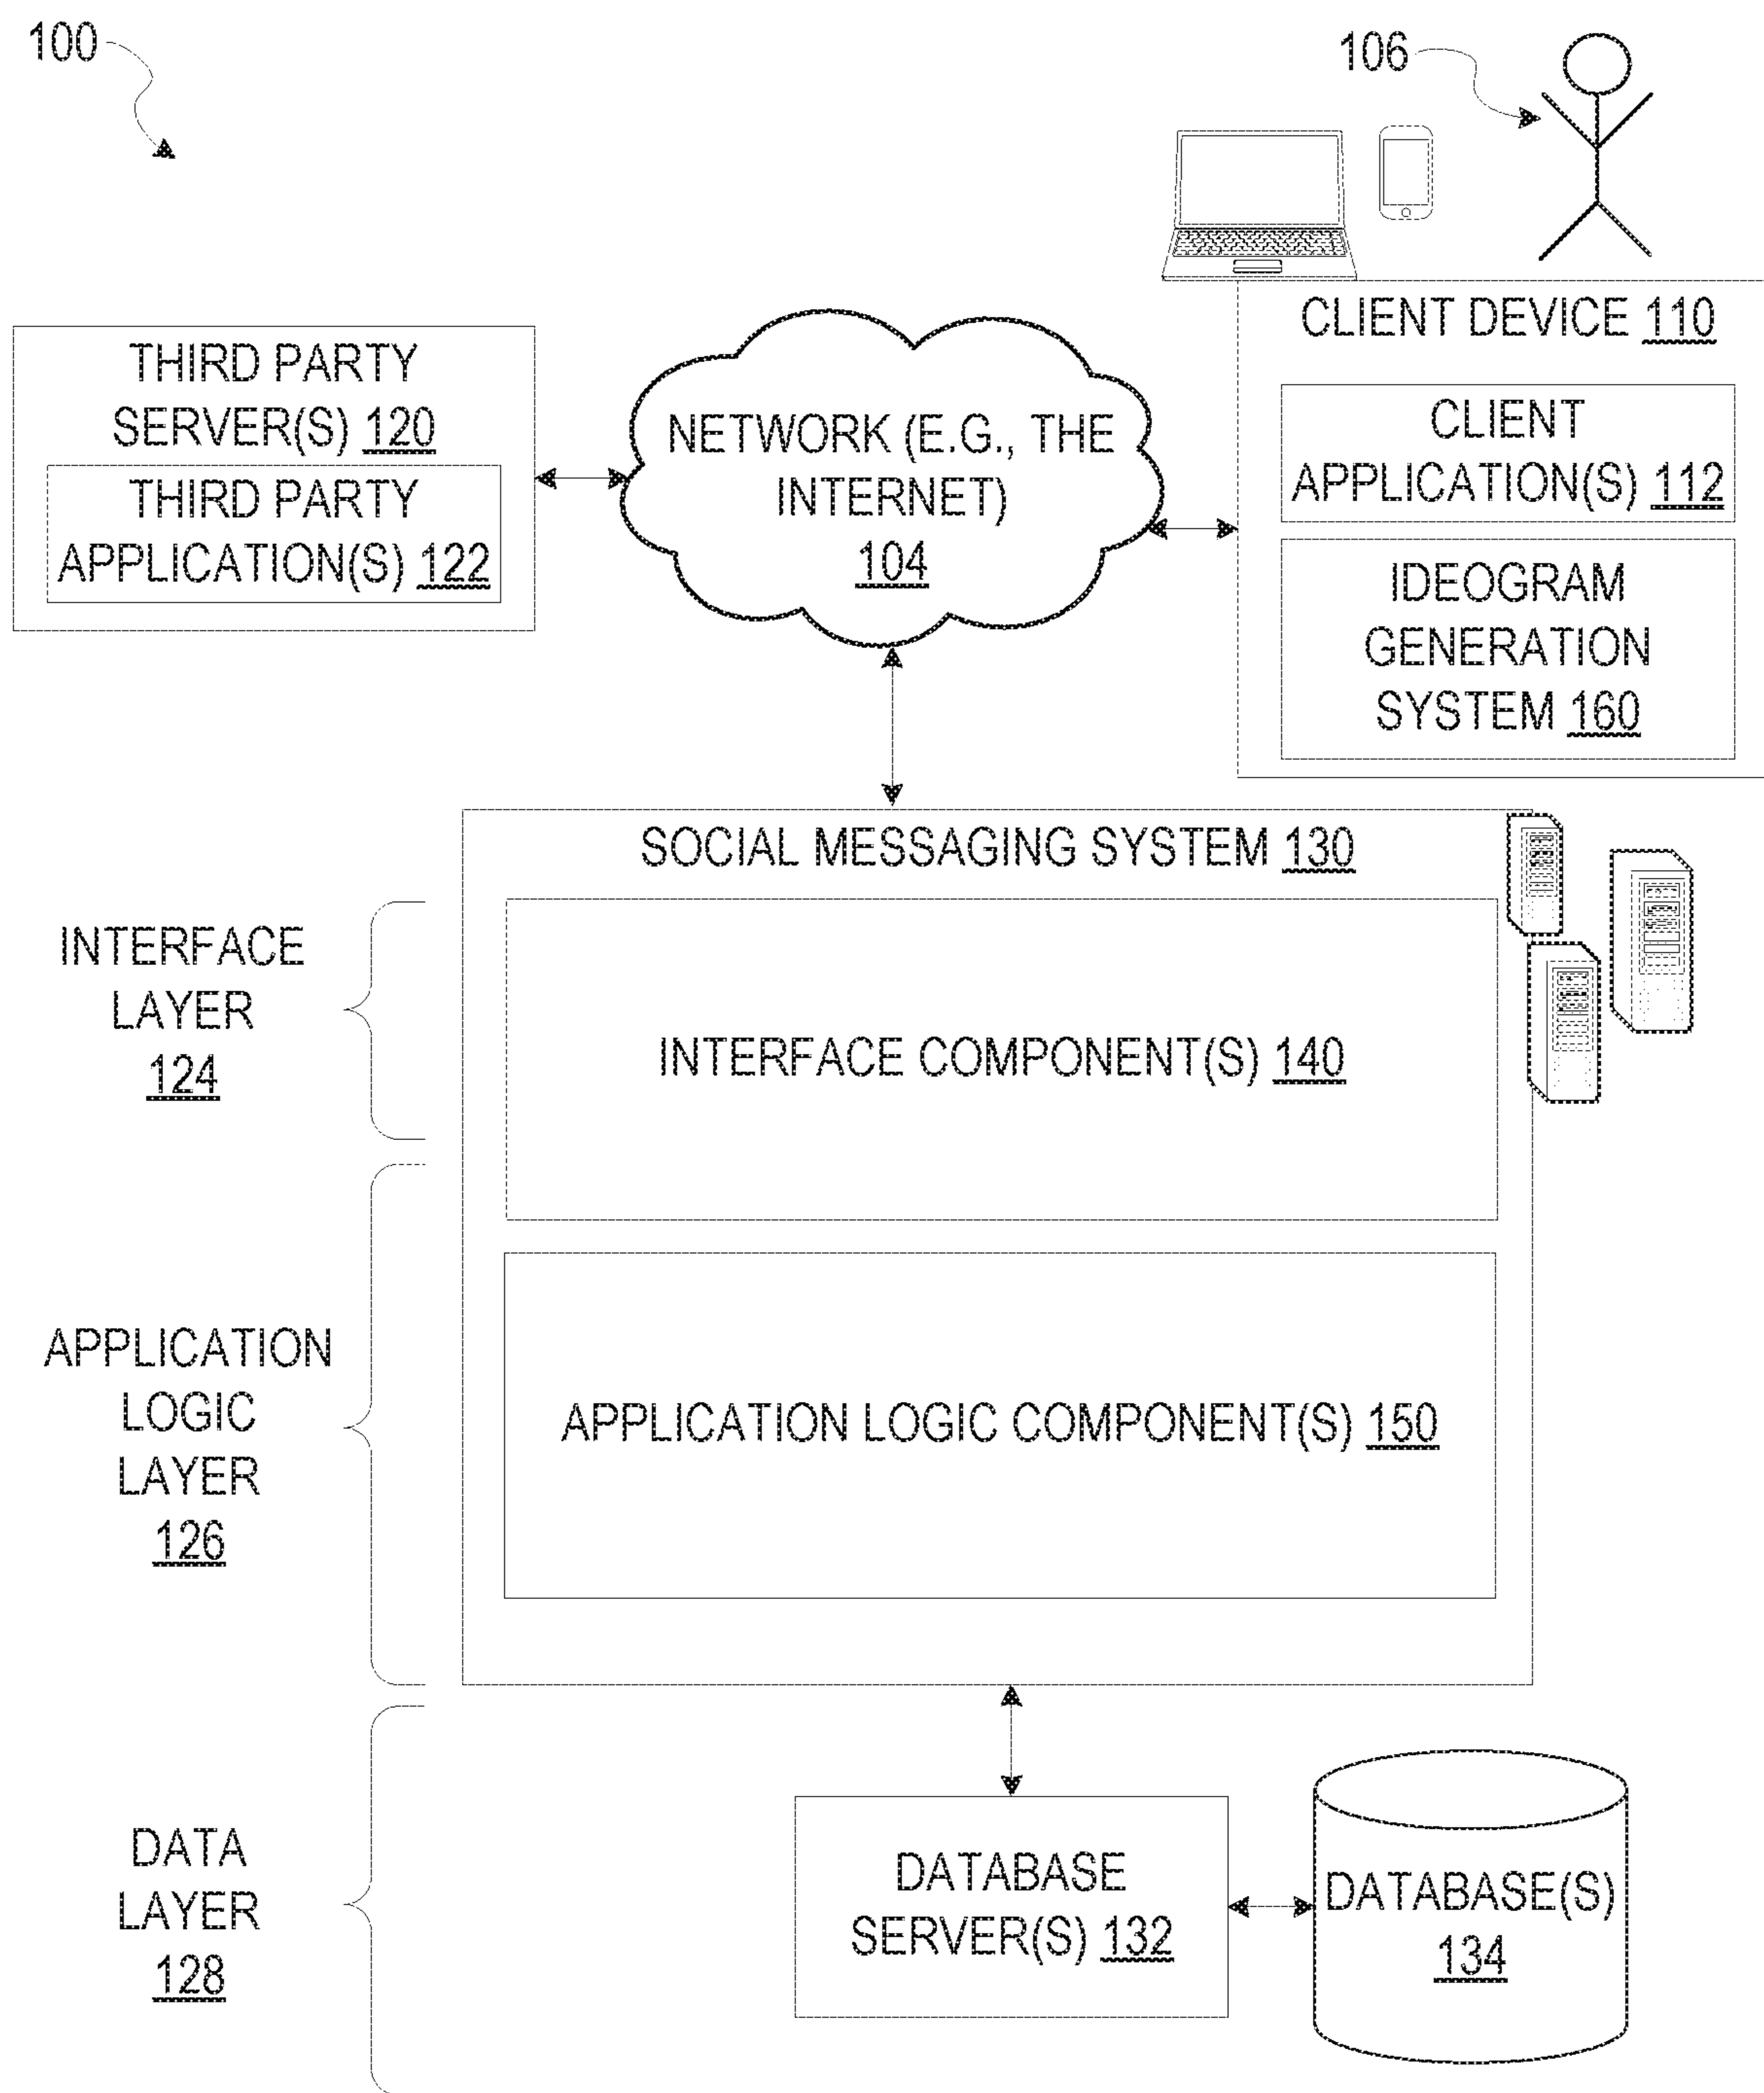 100
106
CLIENT DEVICE 110
CLIENT
APPLICATION(S) 112
IDEOGRAM
GENERATION
SYSTEM 160
THIRD PARTY
SERVER(S) 120
THIRD PARTY
APPLICATION(S) 122
NETWORK (E.G., THE
INTERNET)
104
SOCIAL MESSAGING SYSTEM 130
INTERFACE
LAYER
124
INTERFACE COMPONENT(S) 140
APPLICATION
LOGIC
LAYER
126
APPLICATION LOGIC COMPONENT(S) 150
DATA
LAYER
128
DATABASE
SERVER(S) 132
DATABASE(S)
134